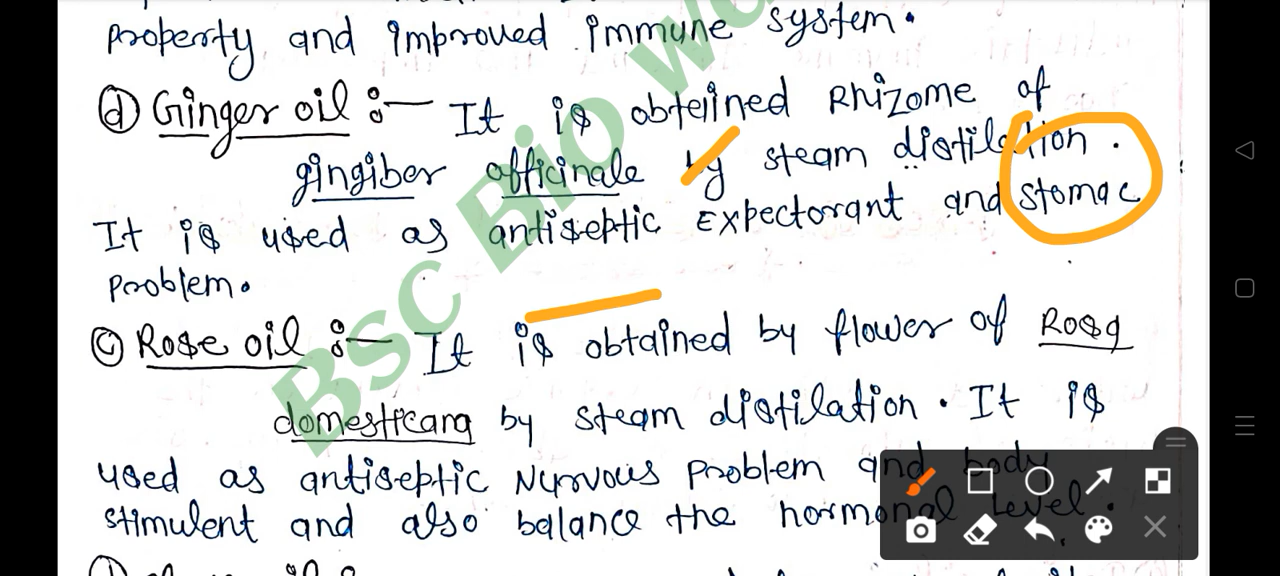 property and improved immune system.
(d) Ginger oil :- It is obteined Rhizome of
gingiber officinale by steam distilation.
It is used as antiseptic Expectorant and stomac
problem.
(C) Rose oil :- It is obtained by flower of Rosa
domesticana by steam distilation. It is
used as antiseptic Nurvous problem and body
stimulent and also balance the hormonal level.
BSC Bio